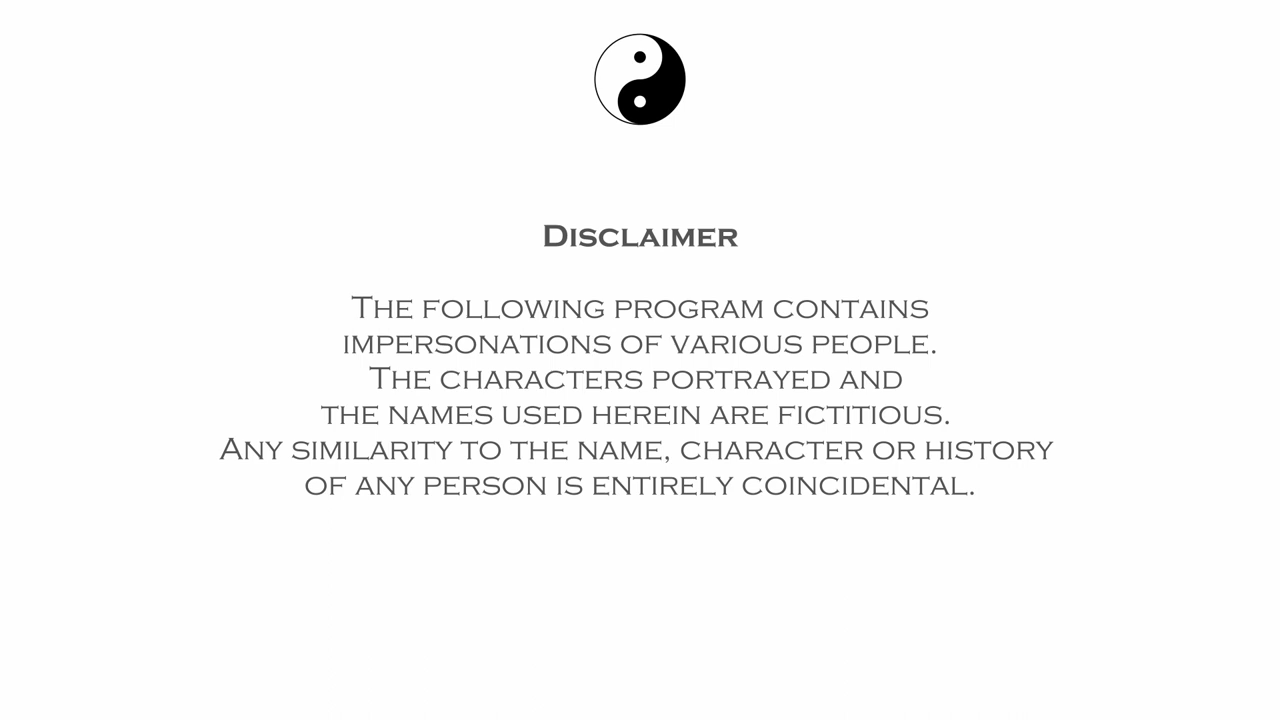 Disclaimer
The following program contains
impersonations of various people.
The characters portrayed and
the names used herein are fictitious.
Any similarity to the name, character or history
of any person is entirely coincidental.